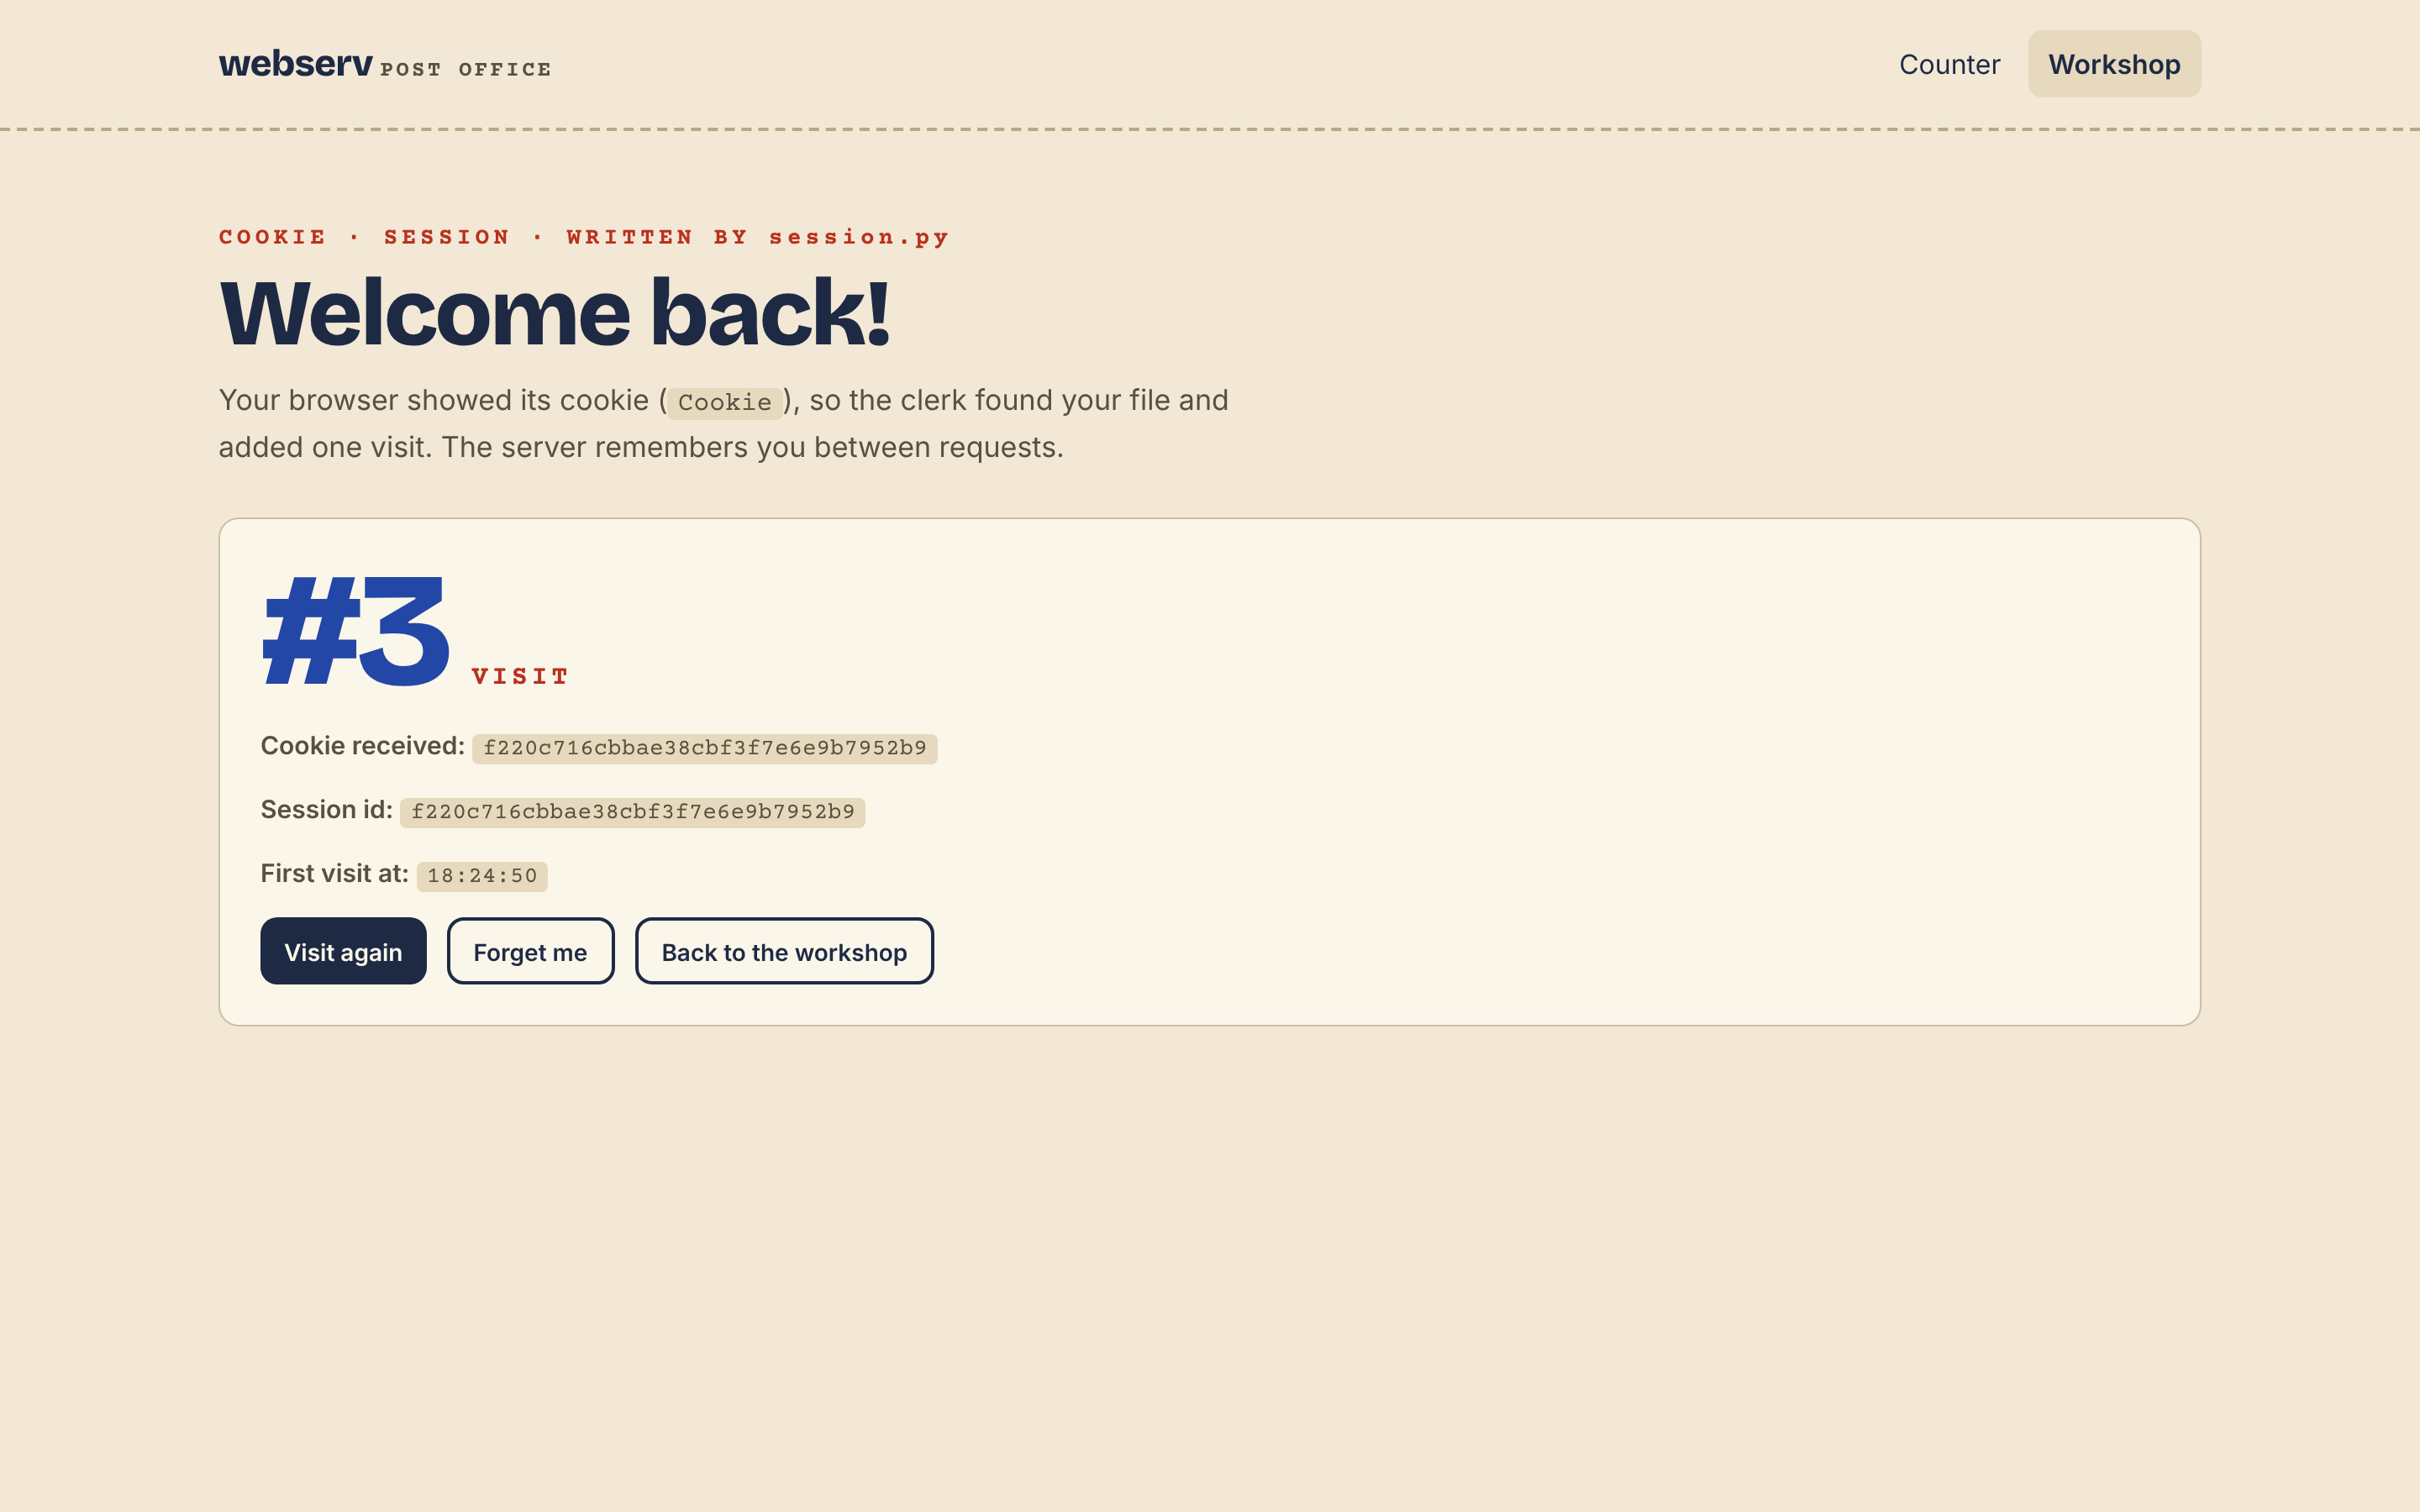 webserv POST OFFICE
Counter
Workshop
COOKIE · SESSION · WRITTEN BY session.py
Welcome back!
Your browser showed its cookie ( Cookie ), so the clerk found your file and
added one visit. The server remembers you between requests.
#3 VISIT
Cookie received: f220c716cbbae38cbf3f7e6e9b7952b9
Session id: f220c716cbbae38cbf3f7e6e9b7952b9
First visit at: 18:24:50
Visit again
Forget me
Back to the workshop